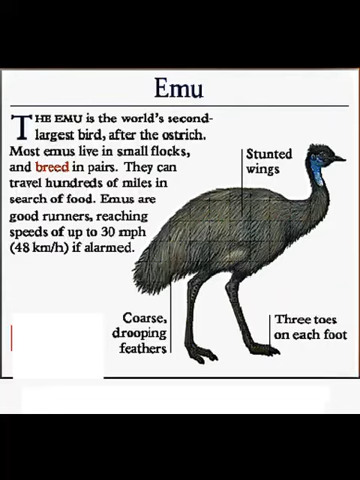 Emu
THE EMU is the world's second-
largest bird, after the ostrich.
Most emus live in small flocks,
and breed in pairs. They can
travel hundreds of miles in
search of food. Emus are
good runners, reaching
speeds of up to 30 mph
(48 km/h) if alarmed.
Stunted
wings
Coarse,
drooping
feathers
Three toes
on each foot